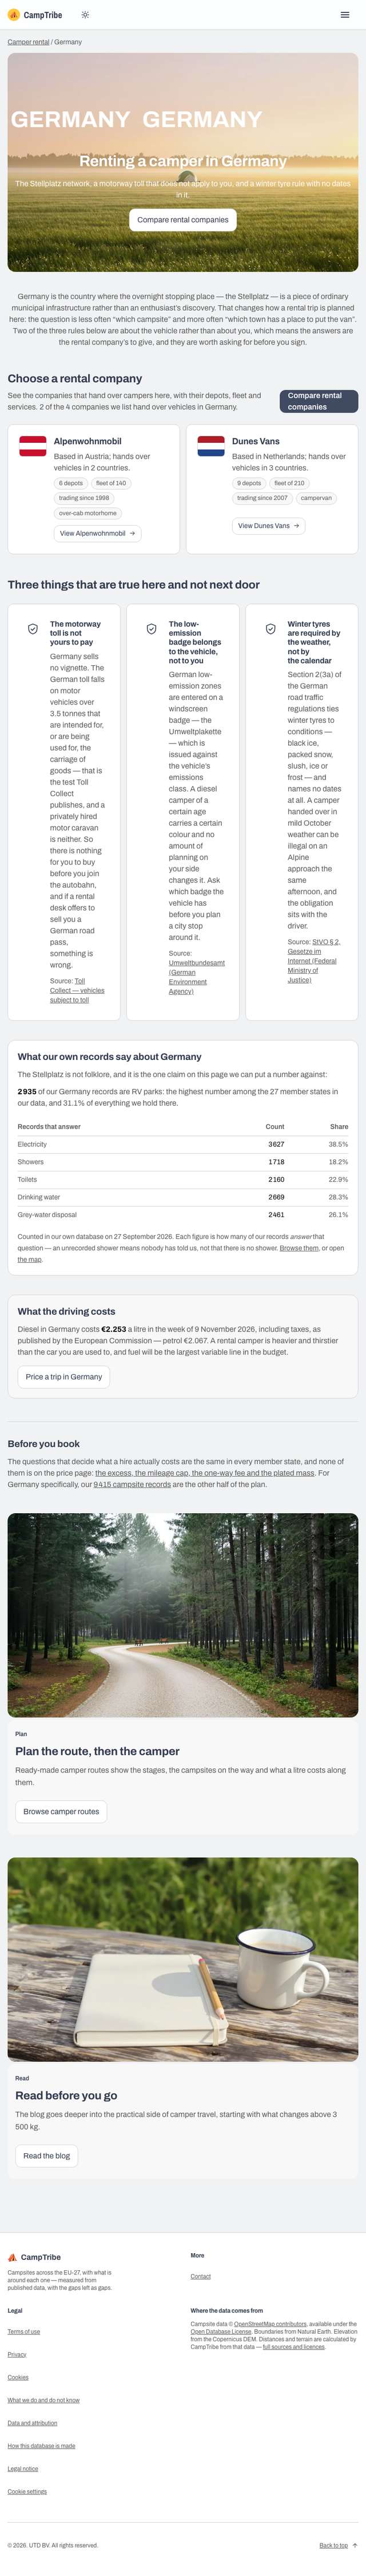 CampTribe
Camper rental / Germany
GERMANY GERMANY
Renting a camper in Germany
The Stellplatz network, a motorway toll that does not apply to you, and a winter tyre rule with no dates
in it.
Compare rental companies
Germany is the country where the overnight stopping place — the Stellplatz — is a piece of ordinary
municipal infrastructure rather than an enthusiast's discovery. That changes how a rental trip is planned
here: the question is less often “which campsite” and more often “which town has a place to put the van”.
Two of the three rules below are about the vehicle rather than about you, which means the answers are
the rental company's to give, and they are worth asking for before you sign.
Choose a rental company
See the companies that hand over campers here, with their depots, fleet and
services. 2 of the 4 companies we list hand over vehicles in Germany.
Compare rental
companies
Alpenwohnmobil
Based in Austria; hands over
vehicles in 2 countries.
6 depots
fleet of 140
trading since 1998
over-cab motorhome
View Alpenwohnmobil →
Dunes Vans
Based in Netherlands; hands over
vehicles in 3 countries.
9 depots
fleet of 210
trading since 2007
campervan
View Dunes Vans →
Three things that are true here and not next door
The motorway
toll is not
yours to pay
Germany sells
no vignette. The
German toll falls
on motor
vehicles over
3.5 tonnes that
are intended for,
or are being
used for, the
carriage of
goods — that is
the test Toll
Collect
publishes, and a
privately hired
motor caravan
is neither. So
there is nothing
for you to buy
before you join
the autobahn,
and if a rental
desk offers to
sell you a
German road
pass,
something is
wrong.
Source: Toll
Collect — vehicles
subject to toll
The low-
emission
badge belongs
to the vehicle,
not to you
German low-
emission zones
are entered on a
windscreen
badge — the
Umweltplakette
— which is
issued against
the vehicle's
emissions
class. A diesel
camper of a
certain age
carries a certain
colour and no
amount of
planning on
your side
changes it. Ask
which badge the
vehicle has
before you plan
a city stop
around it.
Source:
Umweltbundesamt
(German
Environment
Agency)
Winter tyres
are required by
the weather,
not by
the calendar
Section 2(3a) of
the German
road traffic
regulations ties
winter tyres to
conditions —
black ice,
packed snow,
slush, ice or
frost — and
names no dates
at all. A camper
handed over in
mild October
weather can be
illegal on an
Alpine
approach the
same
afternoon, and
the obligation
sits with the
driver.
Source: StVO § 2,
Gesetze im
Internet (Federal
Ministry of
Justice)
What our own records say about Germany
The Stellplatz is not folklore, and it is the one claim on this page we can put a number against:
2 935 of our Germany records are RV parks: the highest number among the 27 member states in
our data, and 31.1% of everything we hold there.
Records that answer Count Share
Electricity 3 627 38.5%
Showers 1 718 18.2%
Toilets 2 160 22.9%
Drinking water 2 669 28.3%
Grey-water disposal 2 461 26.1%
Counted in our own database on 27 September 2026. Each figure is how many of our records answer that
question — an unrecorded shower means nobody has told us, not that there is no shower. Browse them, or open
the map.
What the driving costs
Diesel in Germany costs €2.253 a litre in the week of 9 November 2026, including taxes, as
published by the European Commission — petrol €2.067. A rental camper is heavier and thirstier
than the car you are used to, and fuel will be the largest variable line in the budget.
Price a trip in Germany
Before you book
The questions that decide what a hire actually costs are the same in every member state, and none of
them is on the price page: the excess, the mileage cap, the one-way fee and the plated mass. For
Germany specifically, our 9 415 campsite records are the other half of the plan.
Plan
Plan the route, then the camper
Ready-made camper routes show the stages, the campsites on the way and what a litre costs along
them.
Browse camper routes
Read
Read before you go
The blog goes deeper into the practical side of camper travel, starting with what changes above 3
500 kg.
Read the blog
CampTribe
Campsites across the EU-27, with what is
around each one — measured from
published data, with the gaps left as gaps.
More
Contact
Legal
Terms of use
Privacy
Cookies
What we do and do not know
Data and attribution
How this database is made
Legal notice
Cookie settings
Where the data comes from
Campsite data © OpenStreetMap contributors, available under the
Open Database License. Boundaries from Natural Earth. Elevation
from the Copernicus DEM. Distances and terrain are calculated by
CampTribe from that data — full sources and licences.
© 2026. UTD BV. All rights reserved.
Back to top ↑